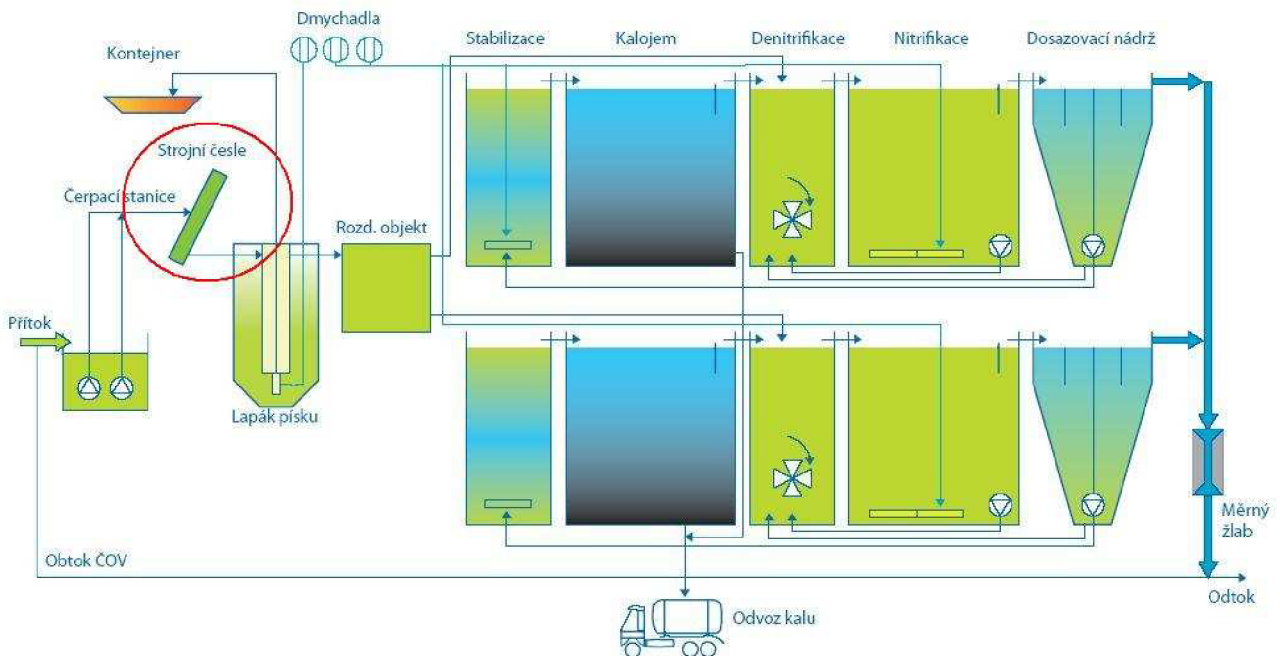 Dmychadla
Stabilizace
Kalojem
Denitrifikace
Nitrifikace
Dosazovací nádrž
Kontejner
Strojní česle
Čerpací stanice
Rozd. objekt
Přítok
Lapák písku
Měrný
žlab
Obtok ČOV
Odtok
Odvoz kalu